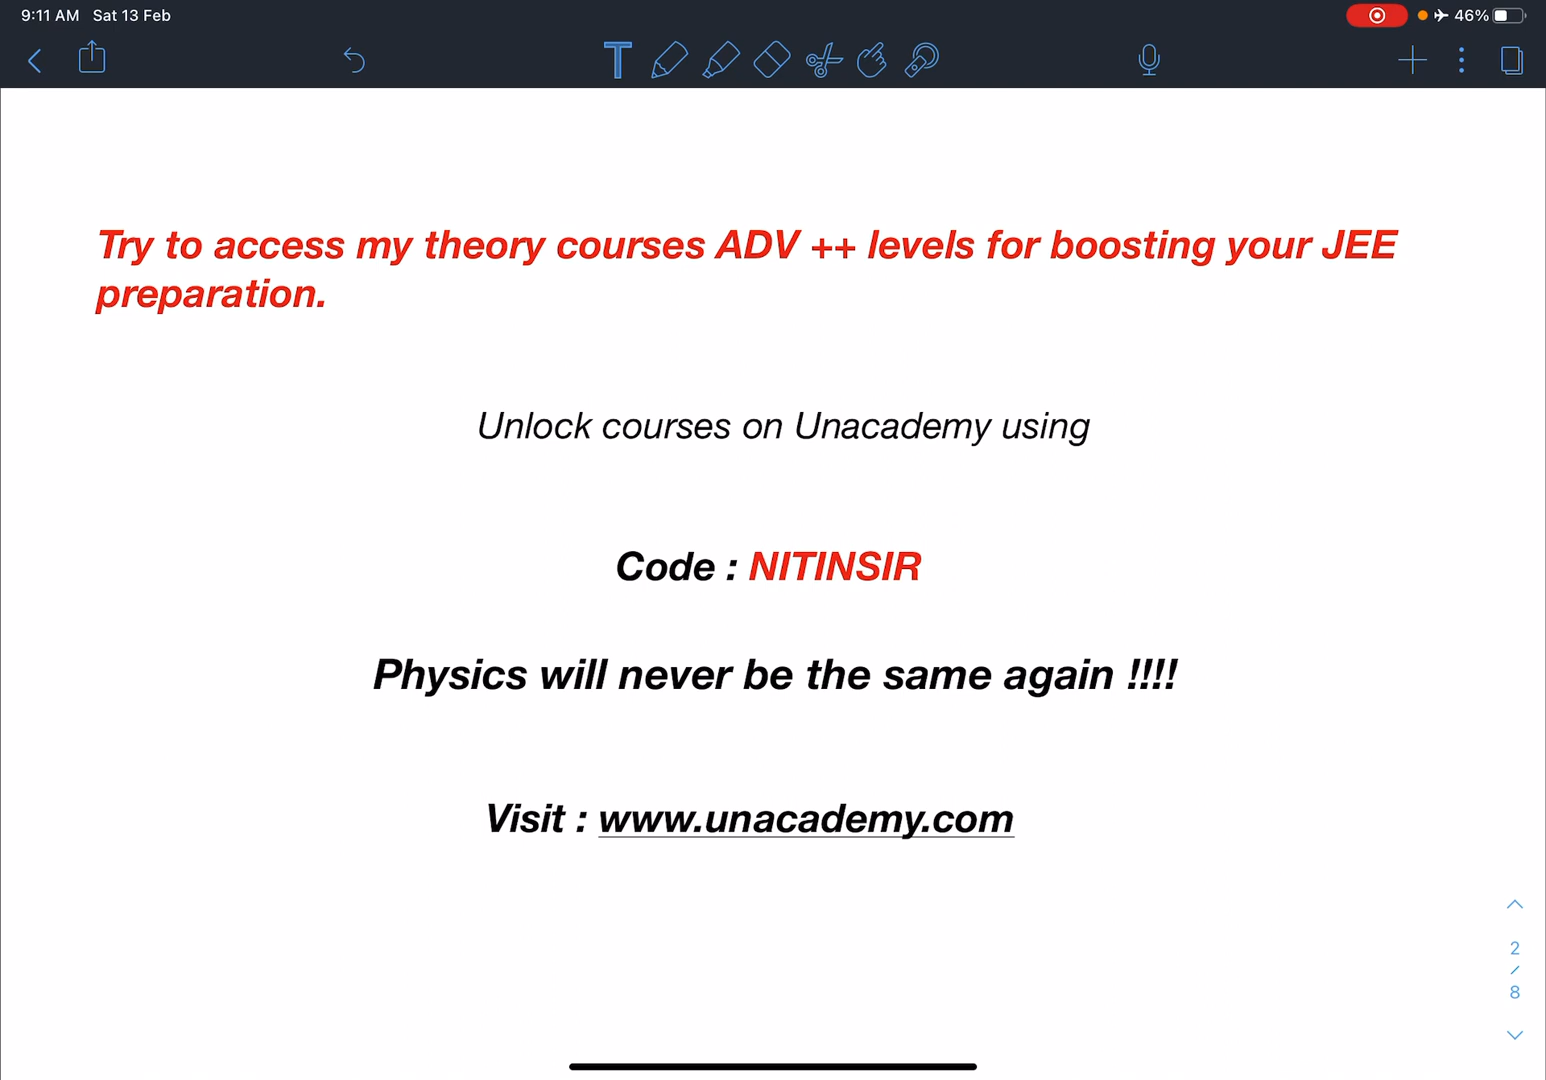 9:11 AM Sat 13 Feb
46%
T
Try to access my theory courses ADV ++ levels for boosting your JEE
preparation.
Unlock courses on Unacademy using
Code : NITINSIR
Physics will never be the same again !!!!
Visit : www.unacademy.com
2
/
8